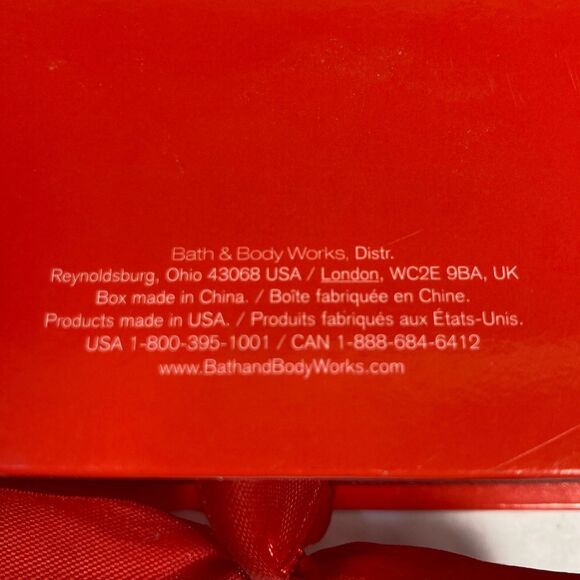 Bath & Body Works, Distr.
Reynoldsburg, Ohio 43068 USA / London, WC2E 9BA, UK
Box made in China. / Boîte fabriquée en Chine.
Products made in USA. / Produits fabriqués aux États-Unis.
USA 1-800-395-1001 / CAN 1-888-684-6412
www.BathandBodyWorks.com